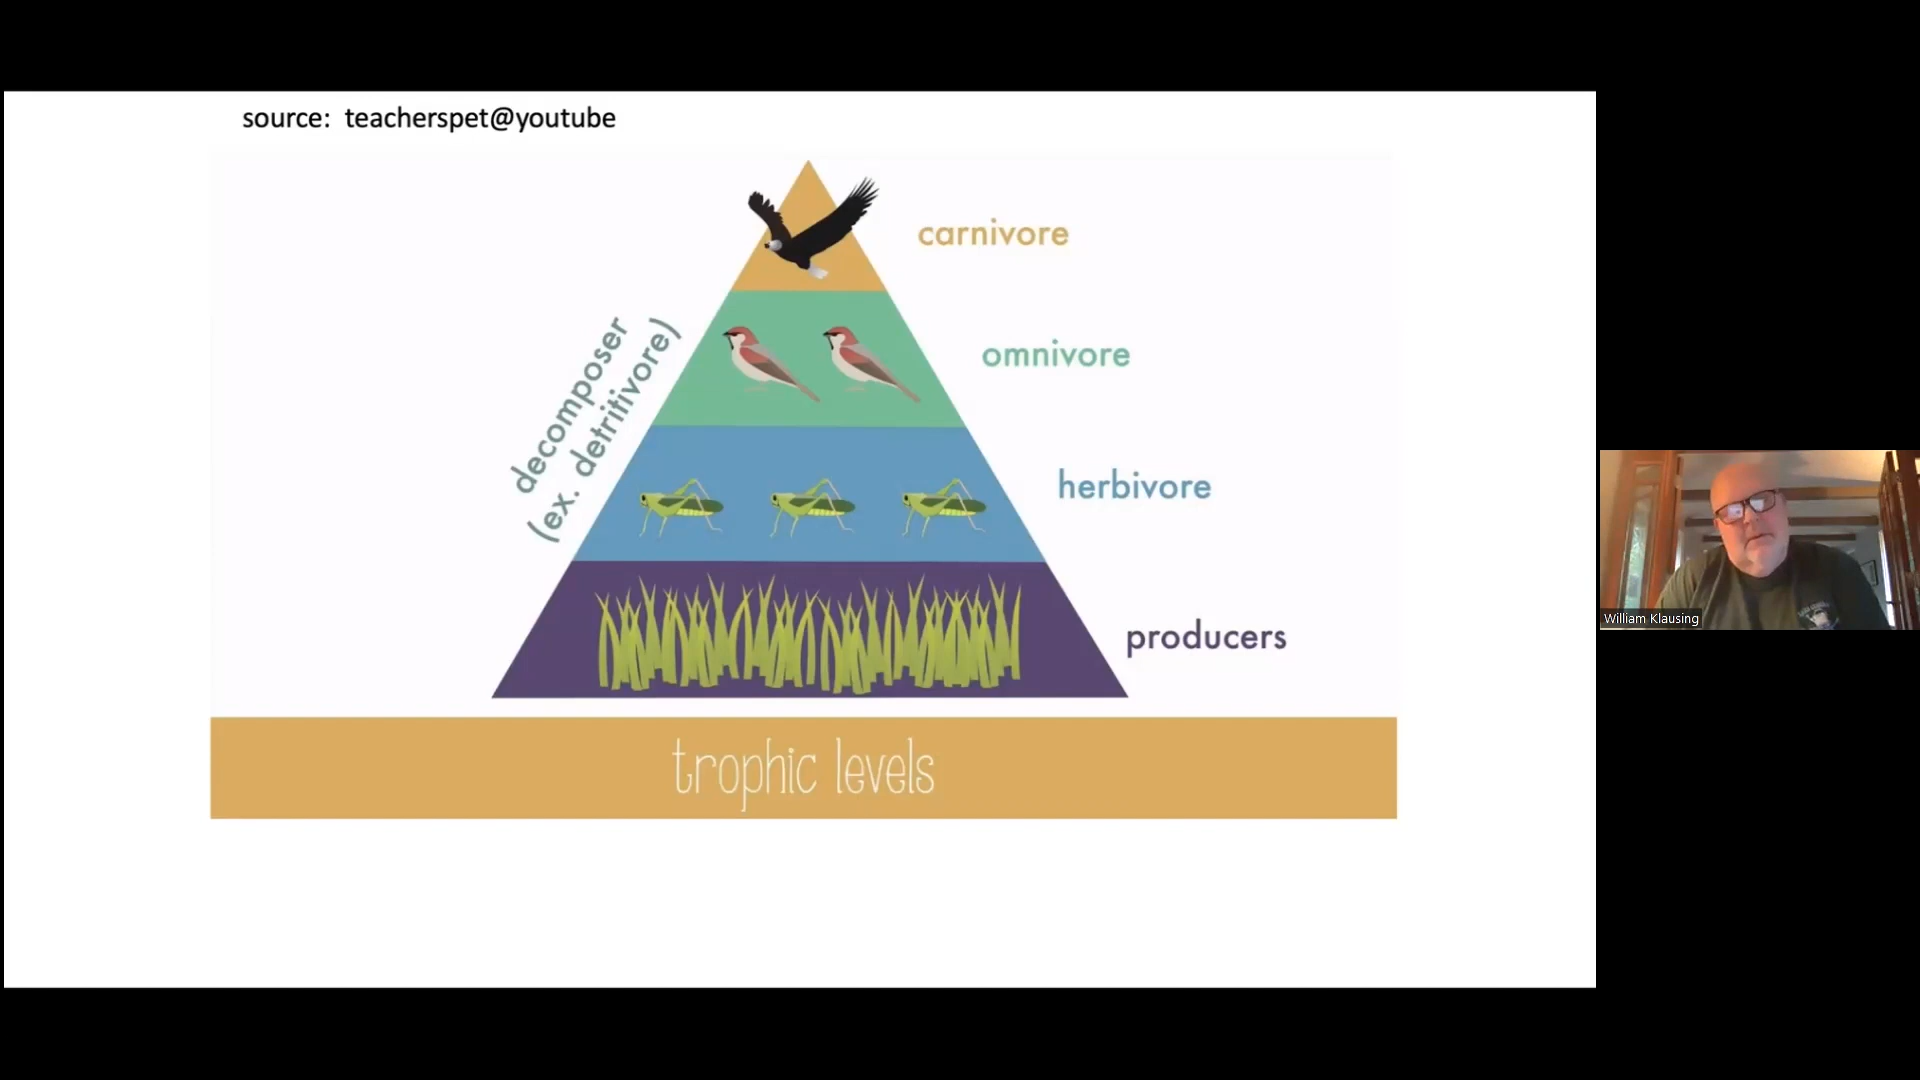 source:  teacherspet@youtube
carnivore
omnivore
decomposer
(ex. detritivore)
herbivore
producers
trophic levels
William Klausing